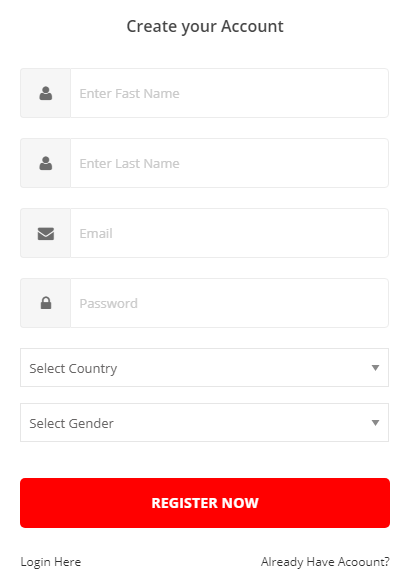 Create your Account
Enter Fast Name
Enter Last Name
Email
Password
Select Country
Select Gender
REGISTER NOW
Login Here Already Have Acoount?